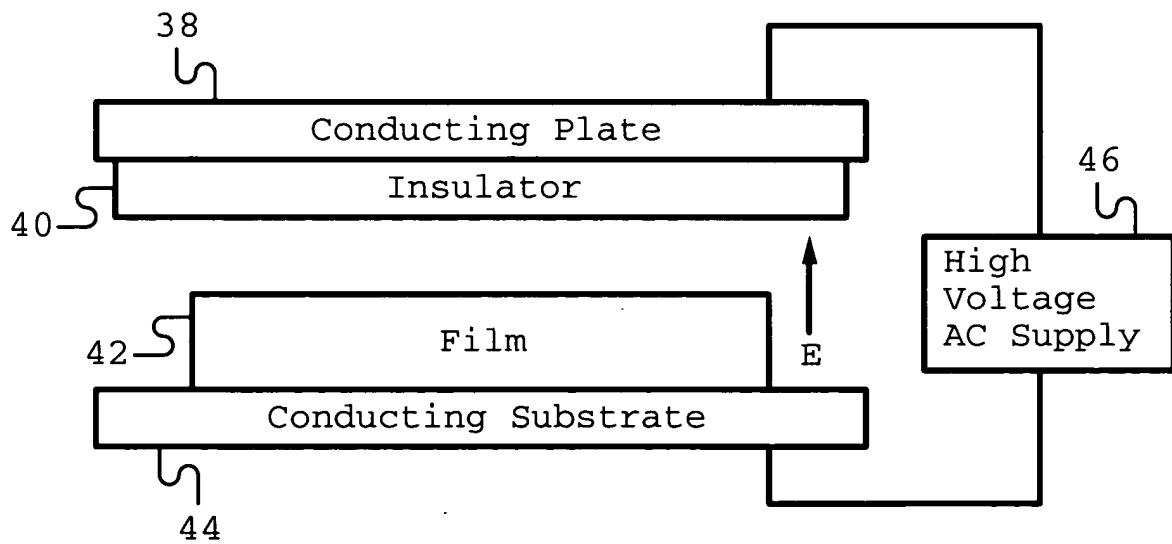 38
Conducting Plate
Insulator
40
46
High
Voltage
AC Supply
E
42
Film
Conducting Substrate
44